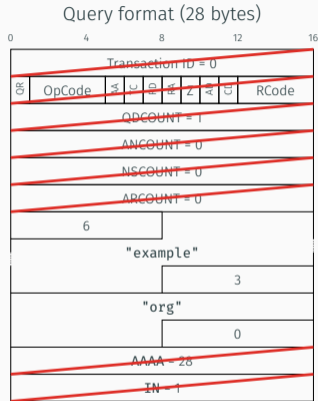 Query format (28 bytes)
0 4 8 12 16
Transaction ID = 0
QR OpCode AA TC RD RA Z AD CD RCode
QDCOUNT = 1
ANCOUNT = 0
NSCOUNT = 0
ARCOUNT = 0
6
"example"
3
"org"
0
AAAA = 28
IN = 1